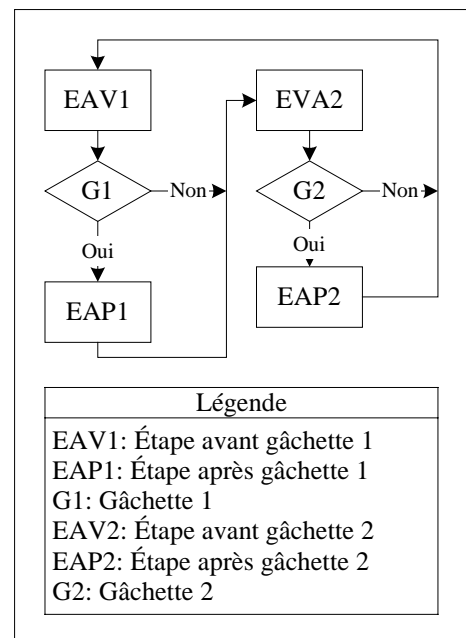 EAV1
EVA2
G1
Non
G2
Non
Oui
Oui
EAP1
EAP2
Légende
EAV1: Étape avant gâchette 1
EAP1: Étape après gâchette 1
G1: Gâchette 1
EAV2: Étape avant gâchette 2
EAP2: Étape après gâchette 2
G2: Gâchette 2